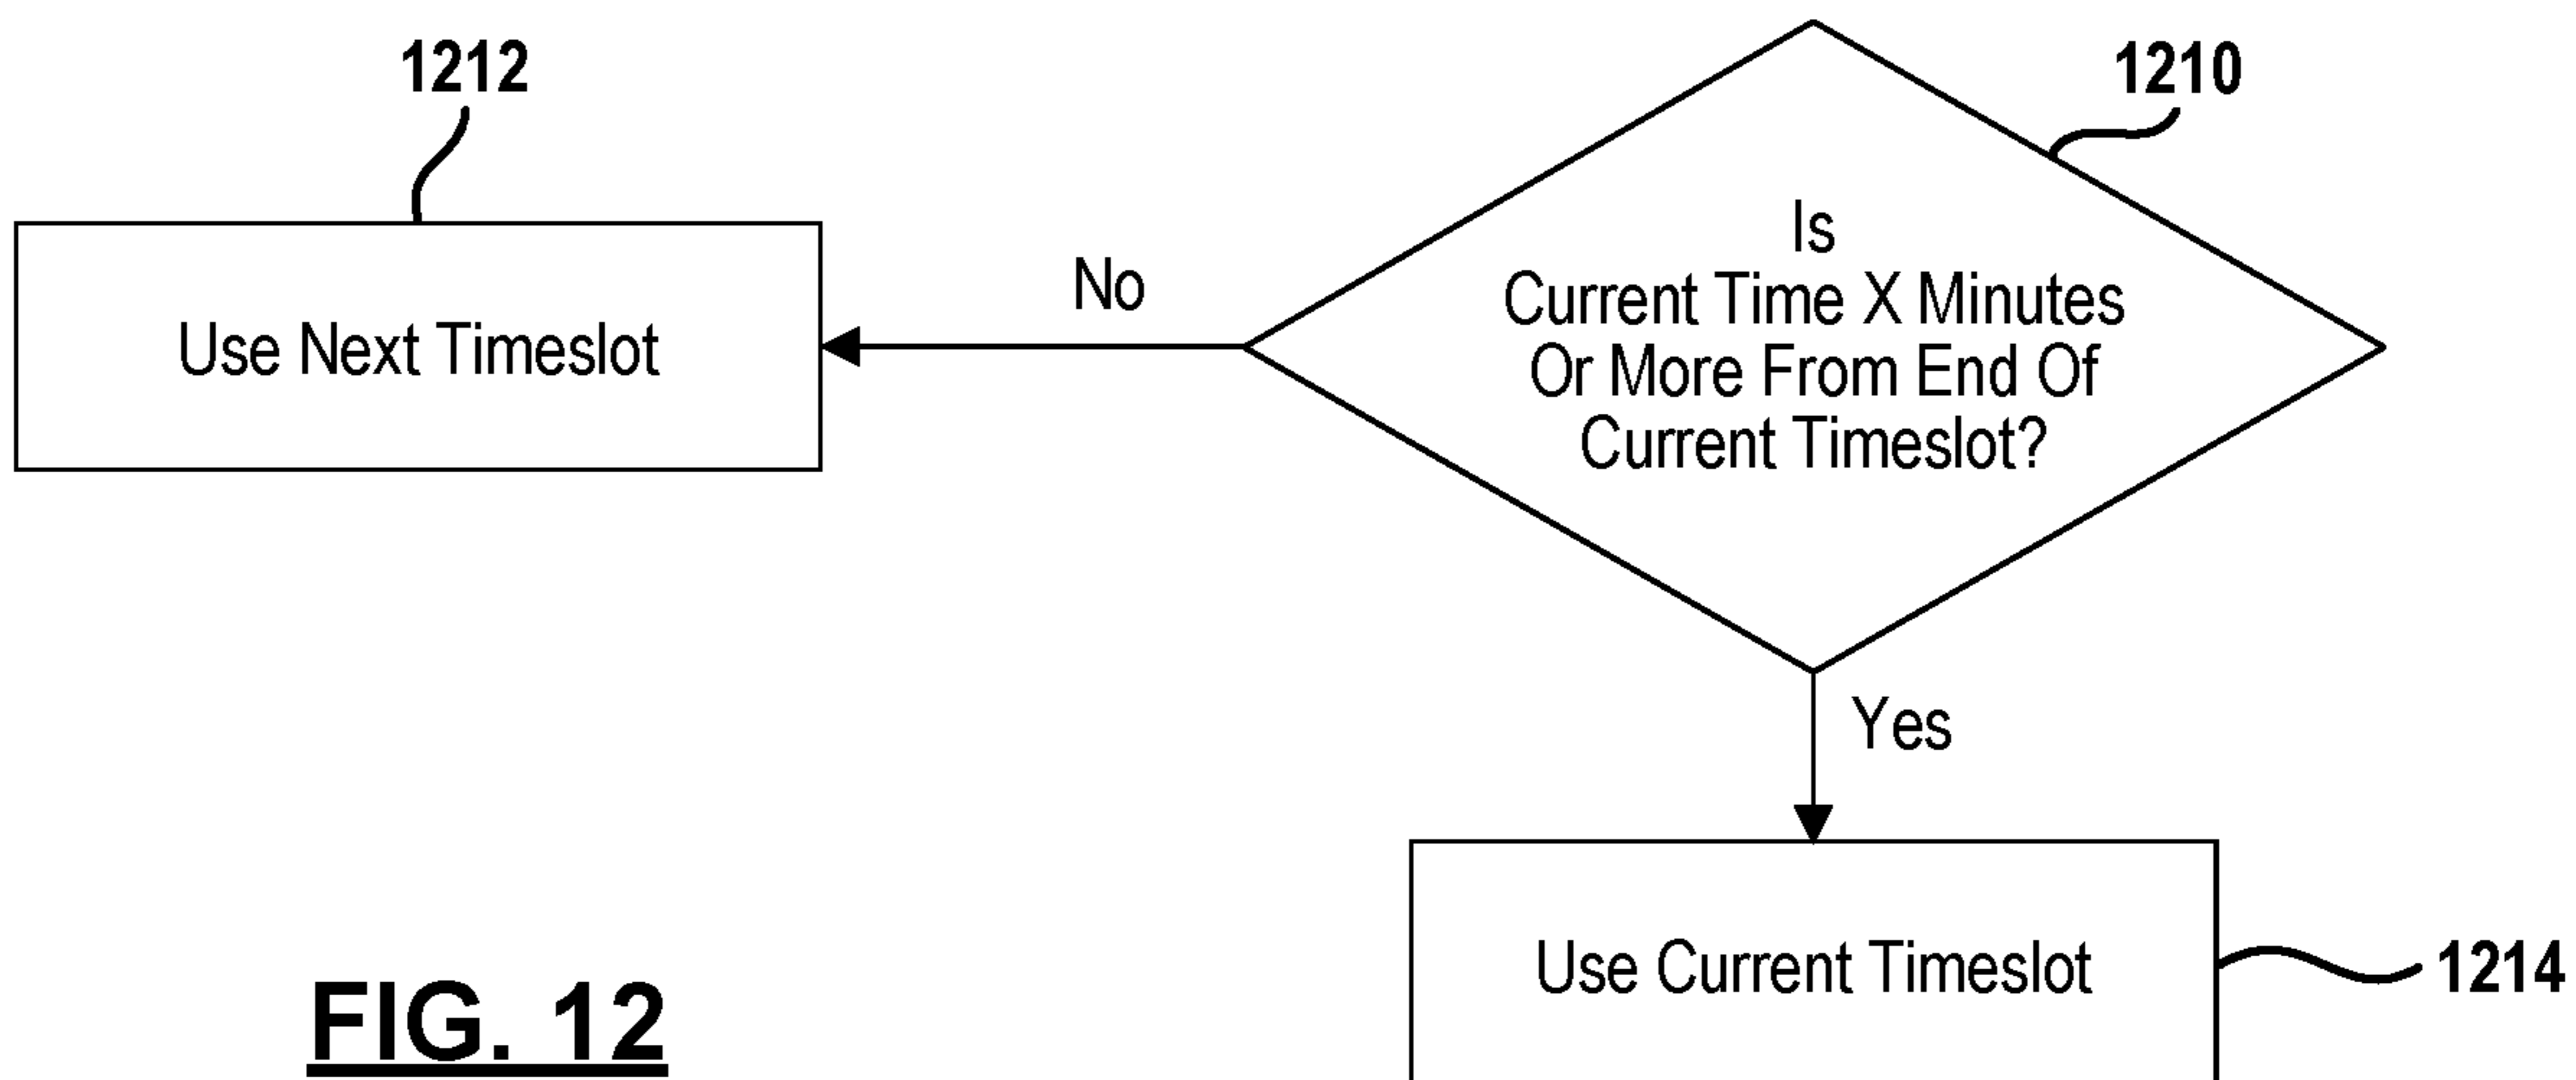 1212
1210
Is
Current Time X Minutes
Or More From End Of
Current Timeslot?
No
Use Next Timeslot
Yes
Use Current Timeslot
1214
FIG. 12